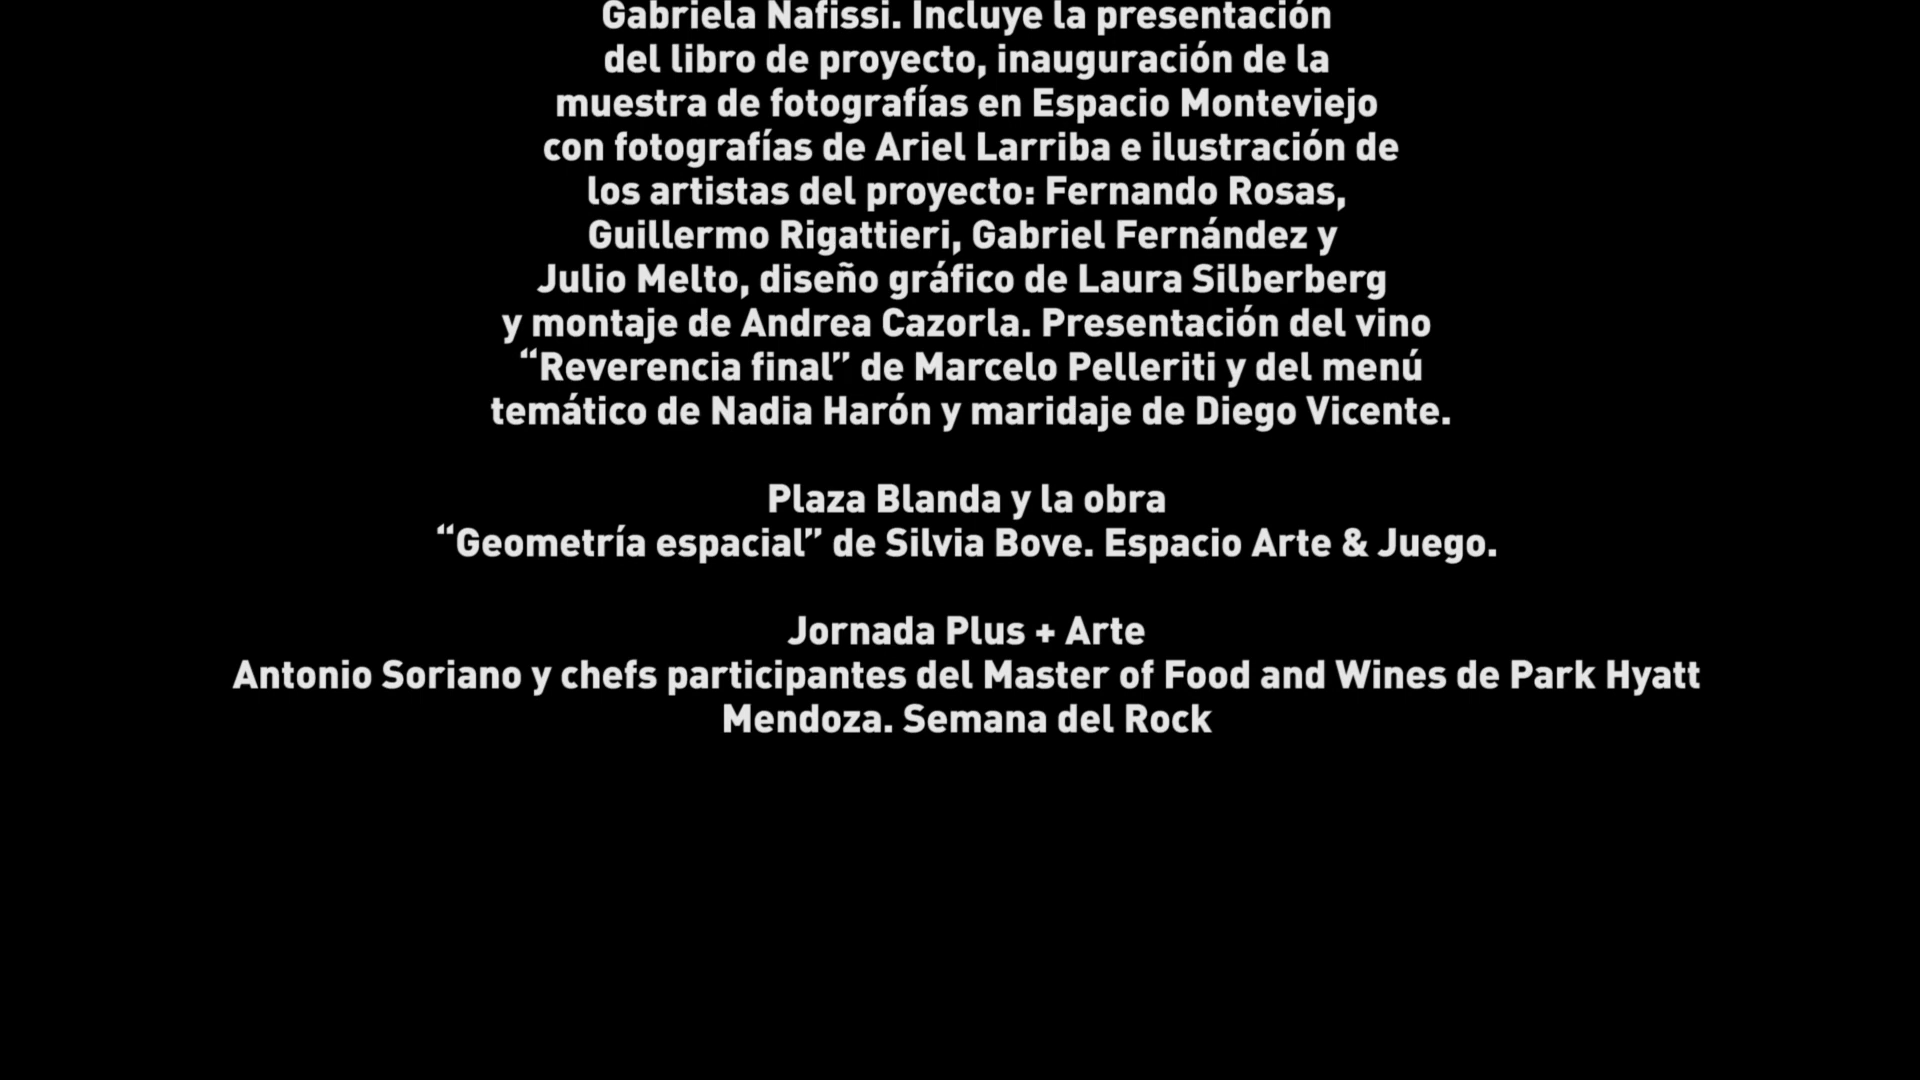 Gabriela Nafissi. Incluye la presentación
del libro de proyecto, inauguración de la
muestra de fotografías en Espacio Monteviejo
con fotografías de Ariel Larriba e ilustración de
los artistas del proyecto: Fernando Rosas,
Guillermo Rigattieri, Gabriel Fernández y
Julio Melto, diseño gráfico de Laura Silberberg
y montaje de Andrea Cazorla. Presentación del vino
“Reverencia final” de Marcelo Pelleriti y del menú
temático de Nadia Harón y maridaje de Diego Vicente.
Plaza Blanda y la obra
“Geometría espacial” de Silvia Bove. Espacio Arte & Juego.
Jornada Plus + Arte
Antonio Soriano y chefs participantes del Master of Food and Wines de Park Hyatt
Mendoza. Semana del Rock